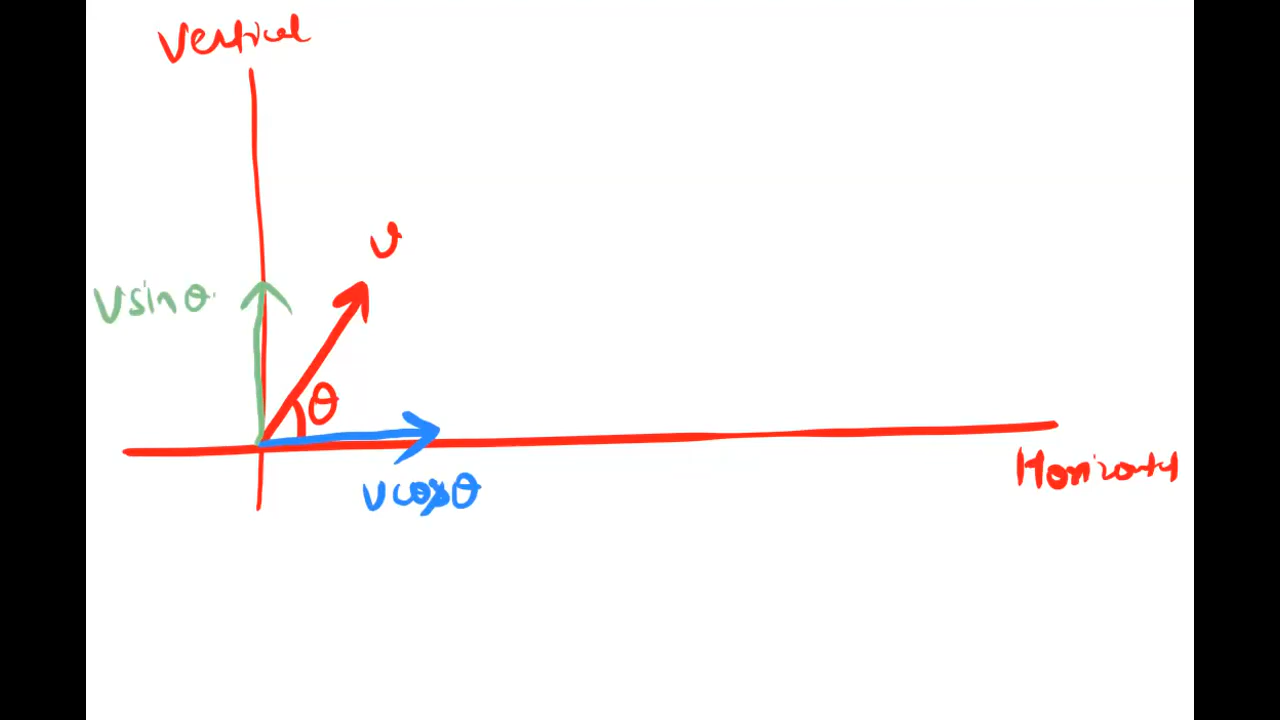 Vertical
v
Vsinθ
θ
Horizontal
vcosθ